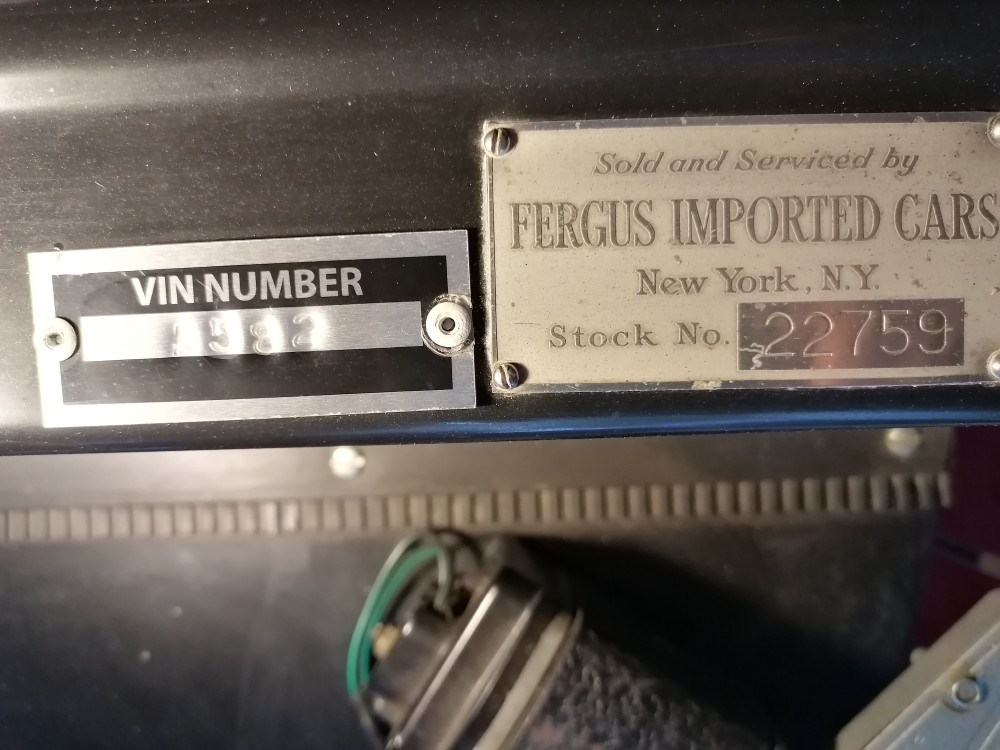 VIN NUMBER
Sold and Serviced by
FERGUS IMPORTED CARS
New York, N.Y.
Stock No. 22759